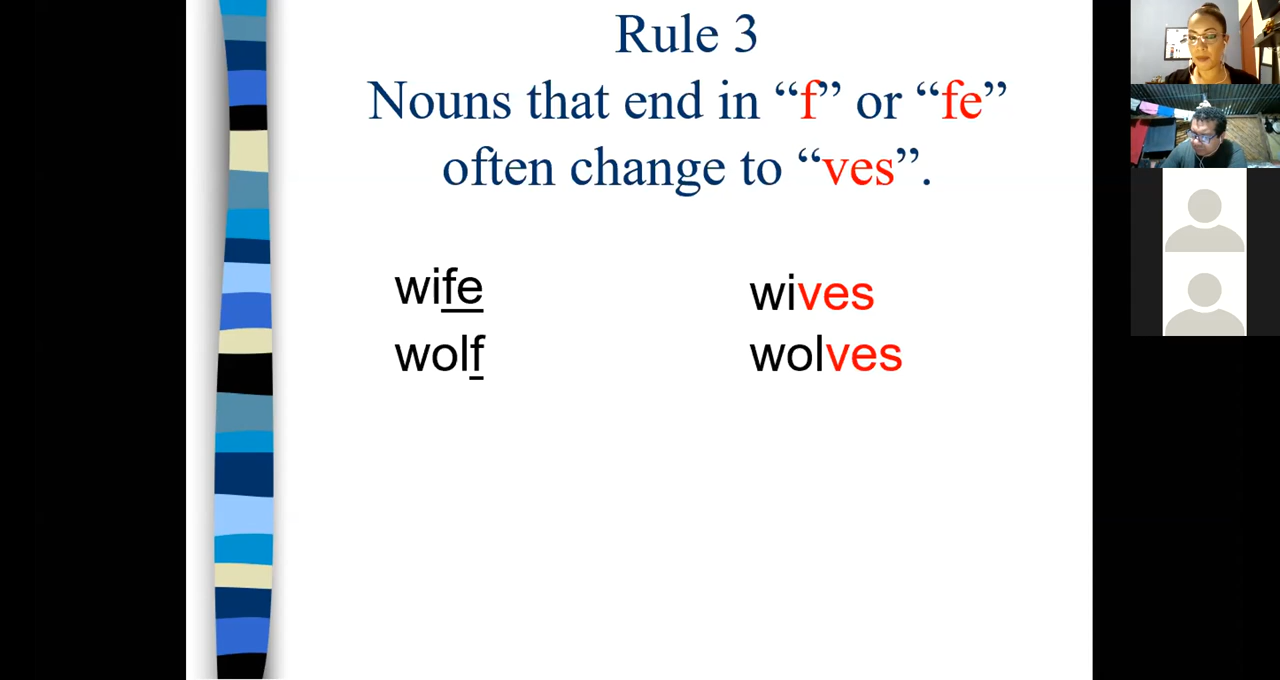 Rule 3
Nouns that end in “f” or “fe”
often change to “ves”.
wife wives
wolf wolves